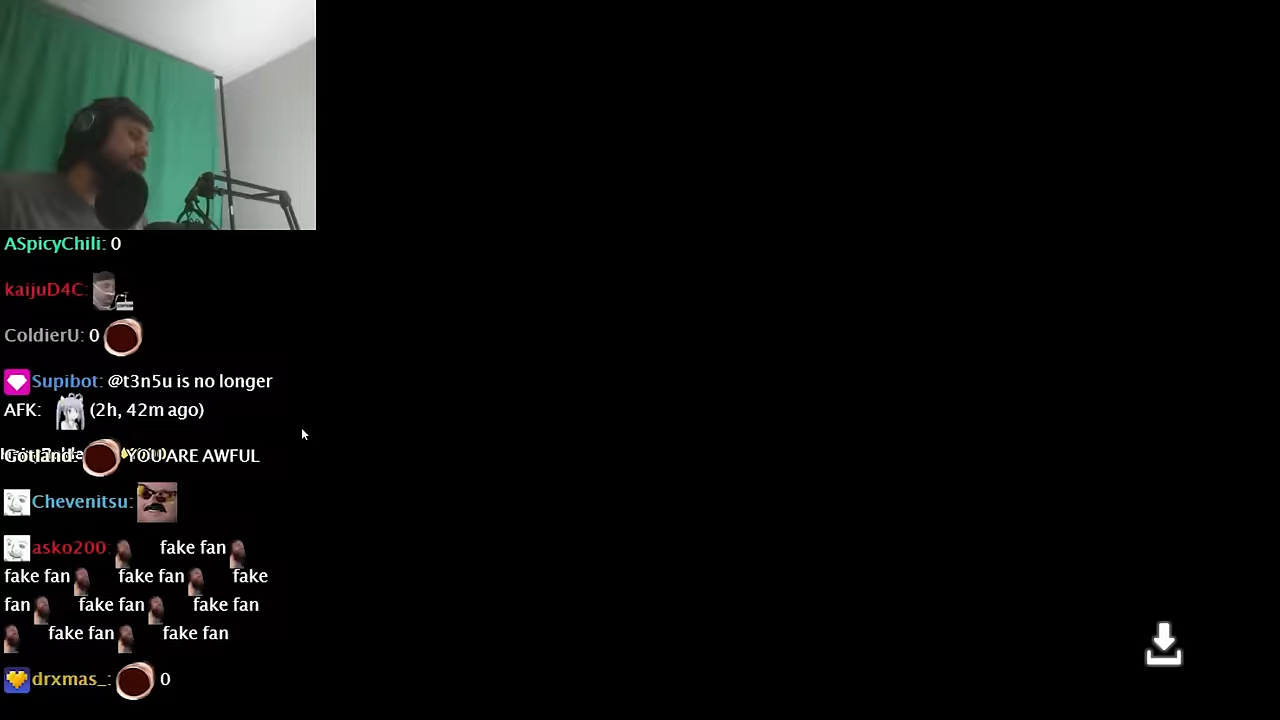 ASpicyChili: 0
kaijuD4C:
ColdierU: 0
Supibot: @t3n5u is no longer
AFK: (2h, 42m ago)
YOU ARE AWFUL
Chevenitsu:
asko200: fake fan
fake fan fake fan fake
fan fake fan fake fan
fake fan fake fan
drxmas_: 0